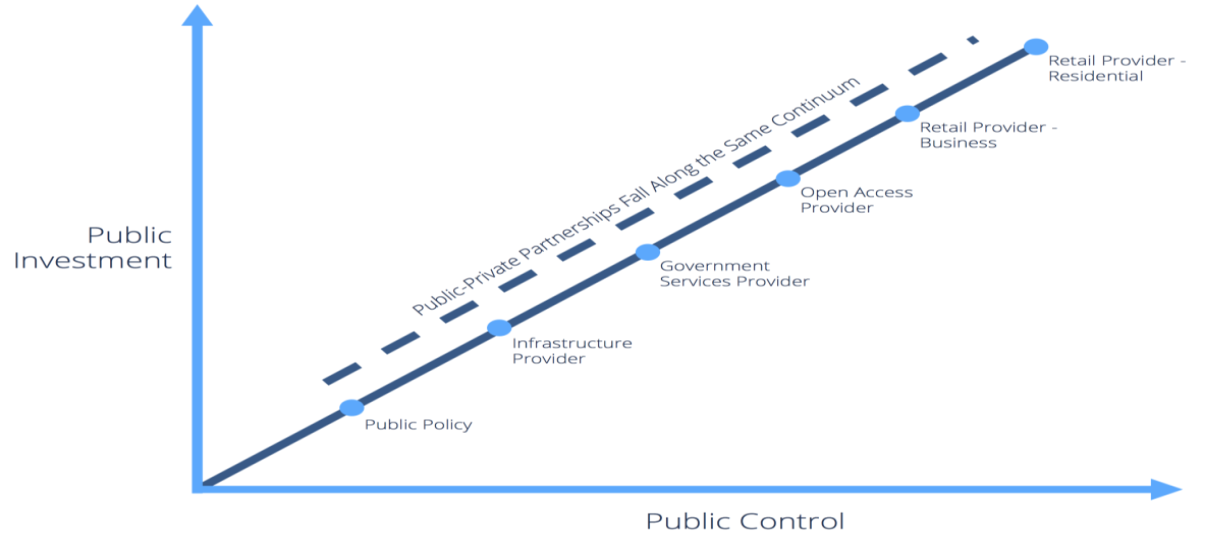 Retail Provider -
Residential
Public-Private Partnerships Fall Along the Same Continuum
Retail Provider -
Business
Open Access
Provider
Public
Investment
Government
Services Provider
Infrastructure
Provider
Public Policy
Public Control